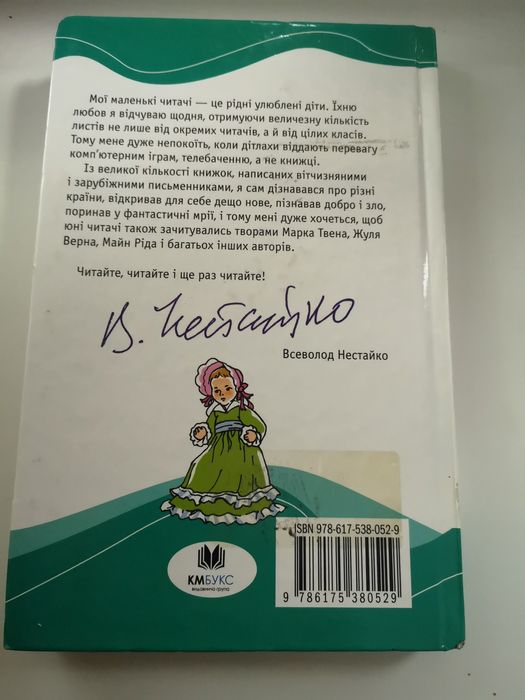 Мої маленькі читачі — це рідні улюблені діти. Їхню
любов я відчуваю щодня, отримуючи величезну кількість
листів не лише від окремих читачів, а й від цілих класів.
Тому мене дуже непокоїть, коли дітлахи віддають перевагу
комп'ютерним іграм, телебаченню, а не книжці.
Із великої кількості книжок, написаних вітчизняними
і зарубіжними письменниками, я сам дізнавався про різні
країни, відкривав для себе дещо нове, пізнавав добро і зло,
поринав у фантастичні мрії, і тому мені дуже хочеться, щоб
юні читачі також зачитувались творами Марка Твена, Жуля
Верна, Майн Ріда і багатьох інших авторів.
Читайте, читайте і ще раз читайте!
В. Нестайко
Всеволод Нестайко
ISBN 978-617-538-052-9
КМБУКС
видавнича група
9 786175 380529